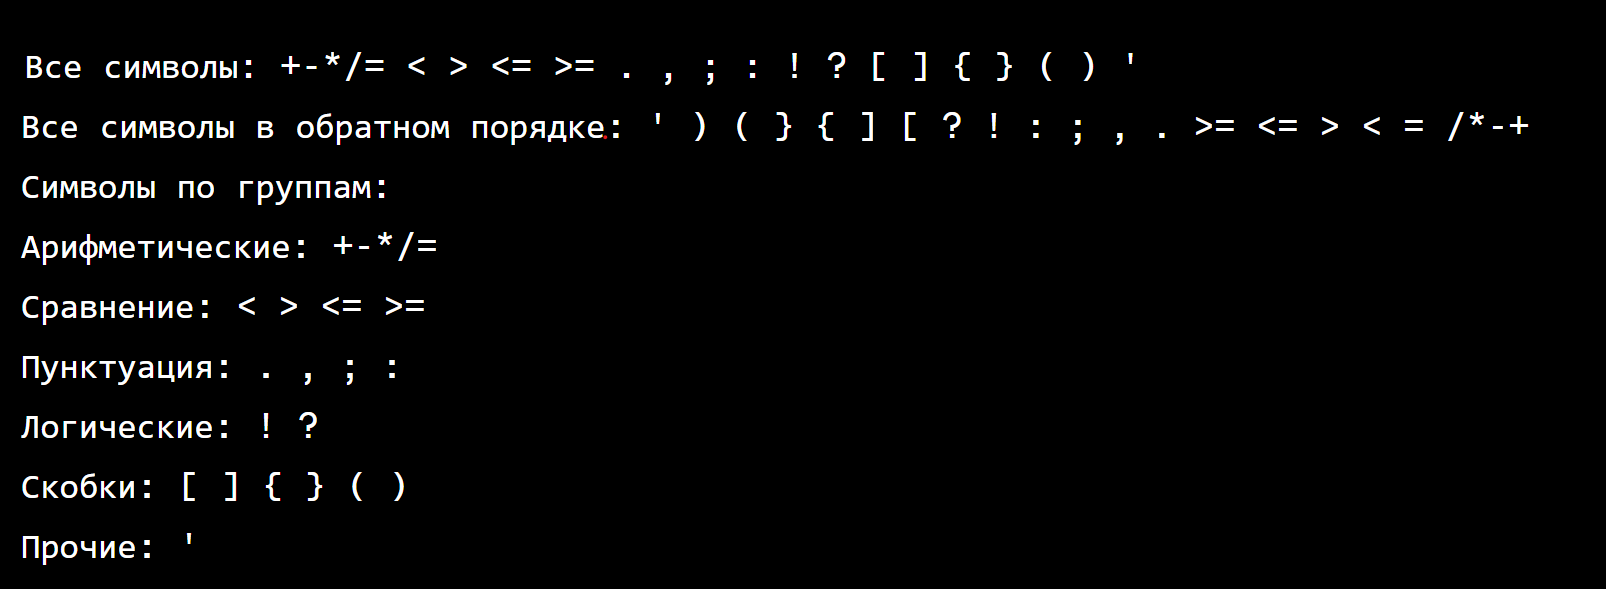 Все символы: +-*/= < > <= >= . , ; : ! ? [ ] { } ( ) '
Все символы в обратном порядке: ' ) ( } { ] [ ? ! : ; , . >= <= > < = /*-+
Символы по группам:
Арифметические: +-*/=
Сравнение: < > <= >=
Пунктуация: . , ; :
Логические: ! ?
Скобки: [ ] { } ( )
Прочие: '